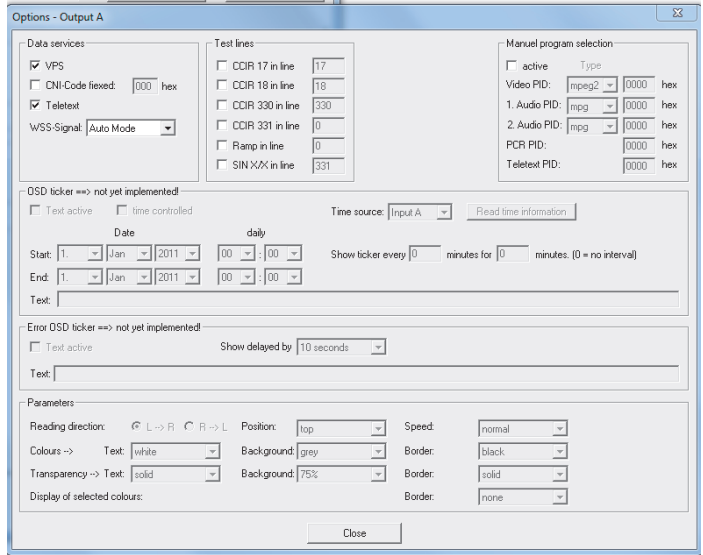 Options - Output A
Data services
VPS
CNI-Code fiexed: 000 hex
Teletext
WSS-Signal: Auto Mode
Test lines
CCIR 17 in line 17
CCIR 18 in line 18
CCIR 330 in line 330
CCIR 331 in line 0
Ramp in line 0
SIN X/X in line 331
Manuel program selection
active Type
Video PID: mpeg2 0000 hex
1. Audio PID: mpg 0000 hex
2. Audio PID: mpg 0000 hex
PCR PID: 0000 hex
Teletext PID: 0000 hex
OSD ticker ==> not yet implemented!
Text active time controlled Time source: Input A Read time information
Date daily
Start: 1. Jan 2011 00 : 00 Show ticker every 0 minutes for 0 minutes. (0 = no interval)
End: 1. Jan 2011 00 : 00
Text:
Error OSD ticker ==> not yet implemented!
Text active Show delayed by 10 seconds
Text:
Parameters
Reading direction: L --> R R --> L Position: top Speed: normal
Colours --> Text: white Background: grey Border: black
Transparency --> Text: solid Background: 75% Border: solid
Display of selected colours: Border: none
Close